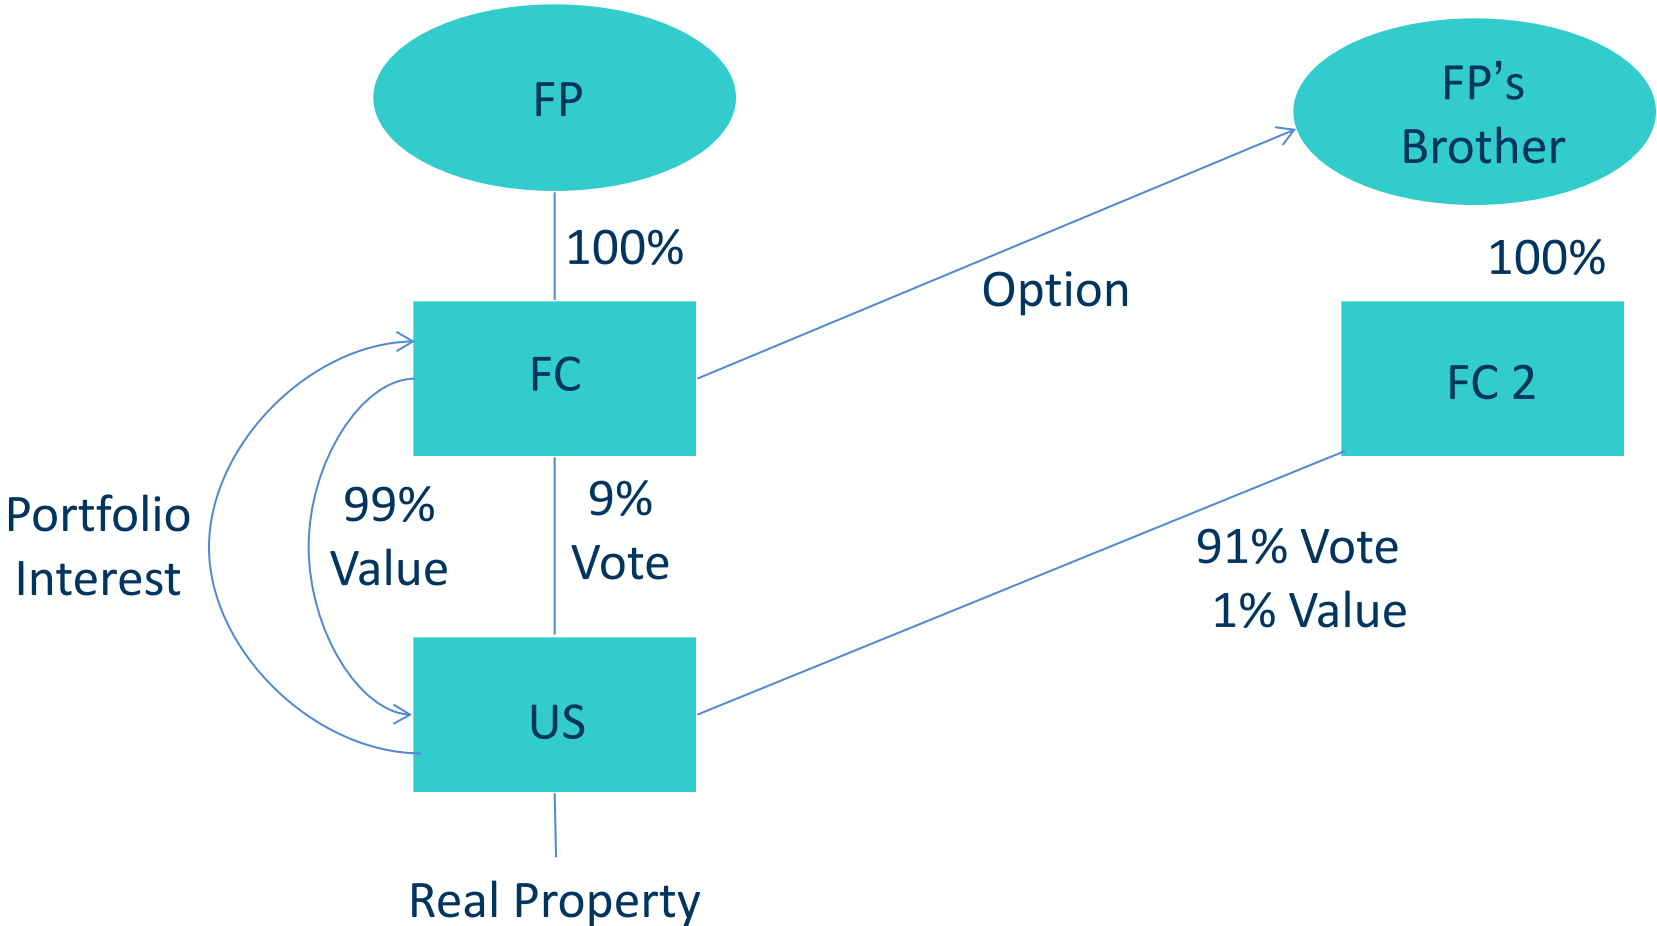 FP
FP’s
Brother
100%
100%
Option
FC
FC 2
Portfolio
Interest
99%
Value
9%
Vote
91% Vote
1% Value
US
Real Property